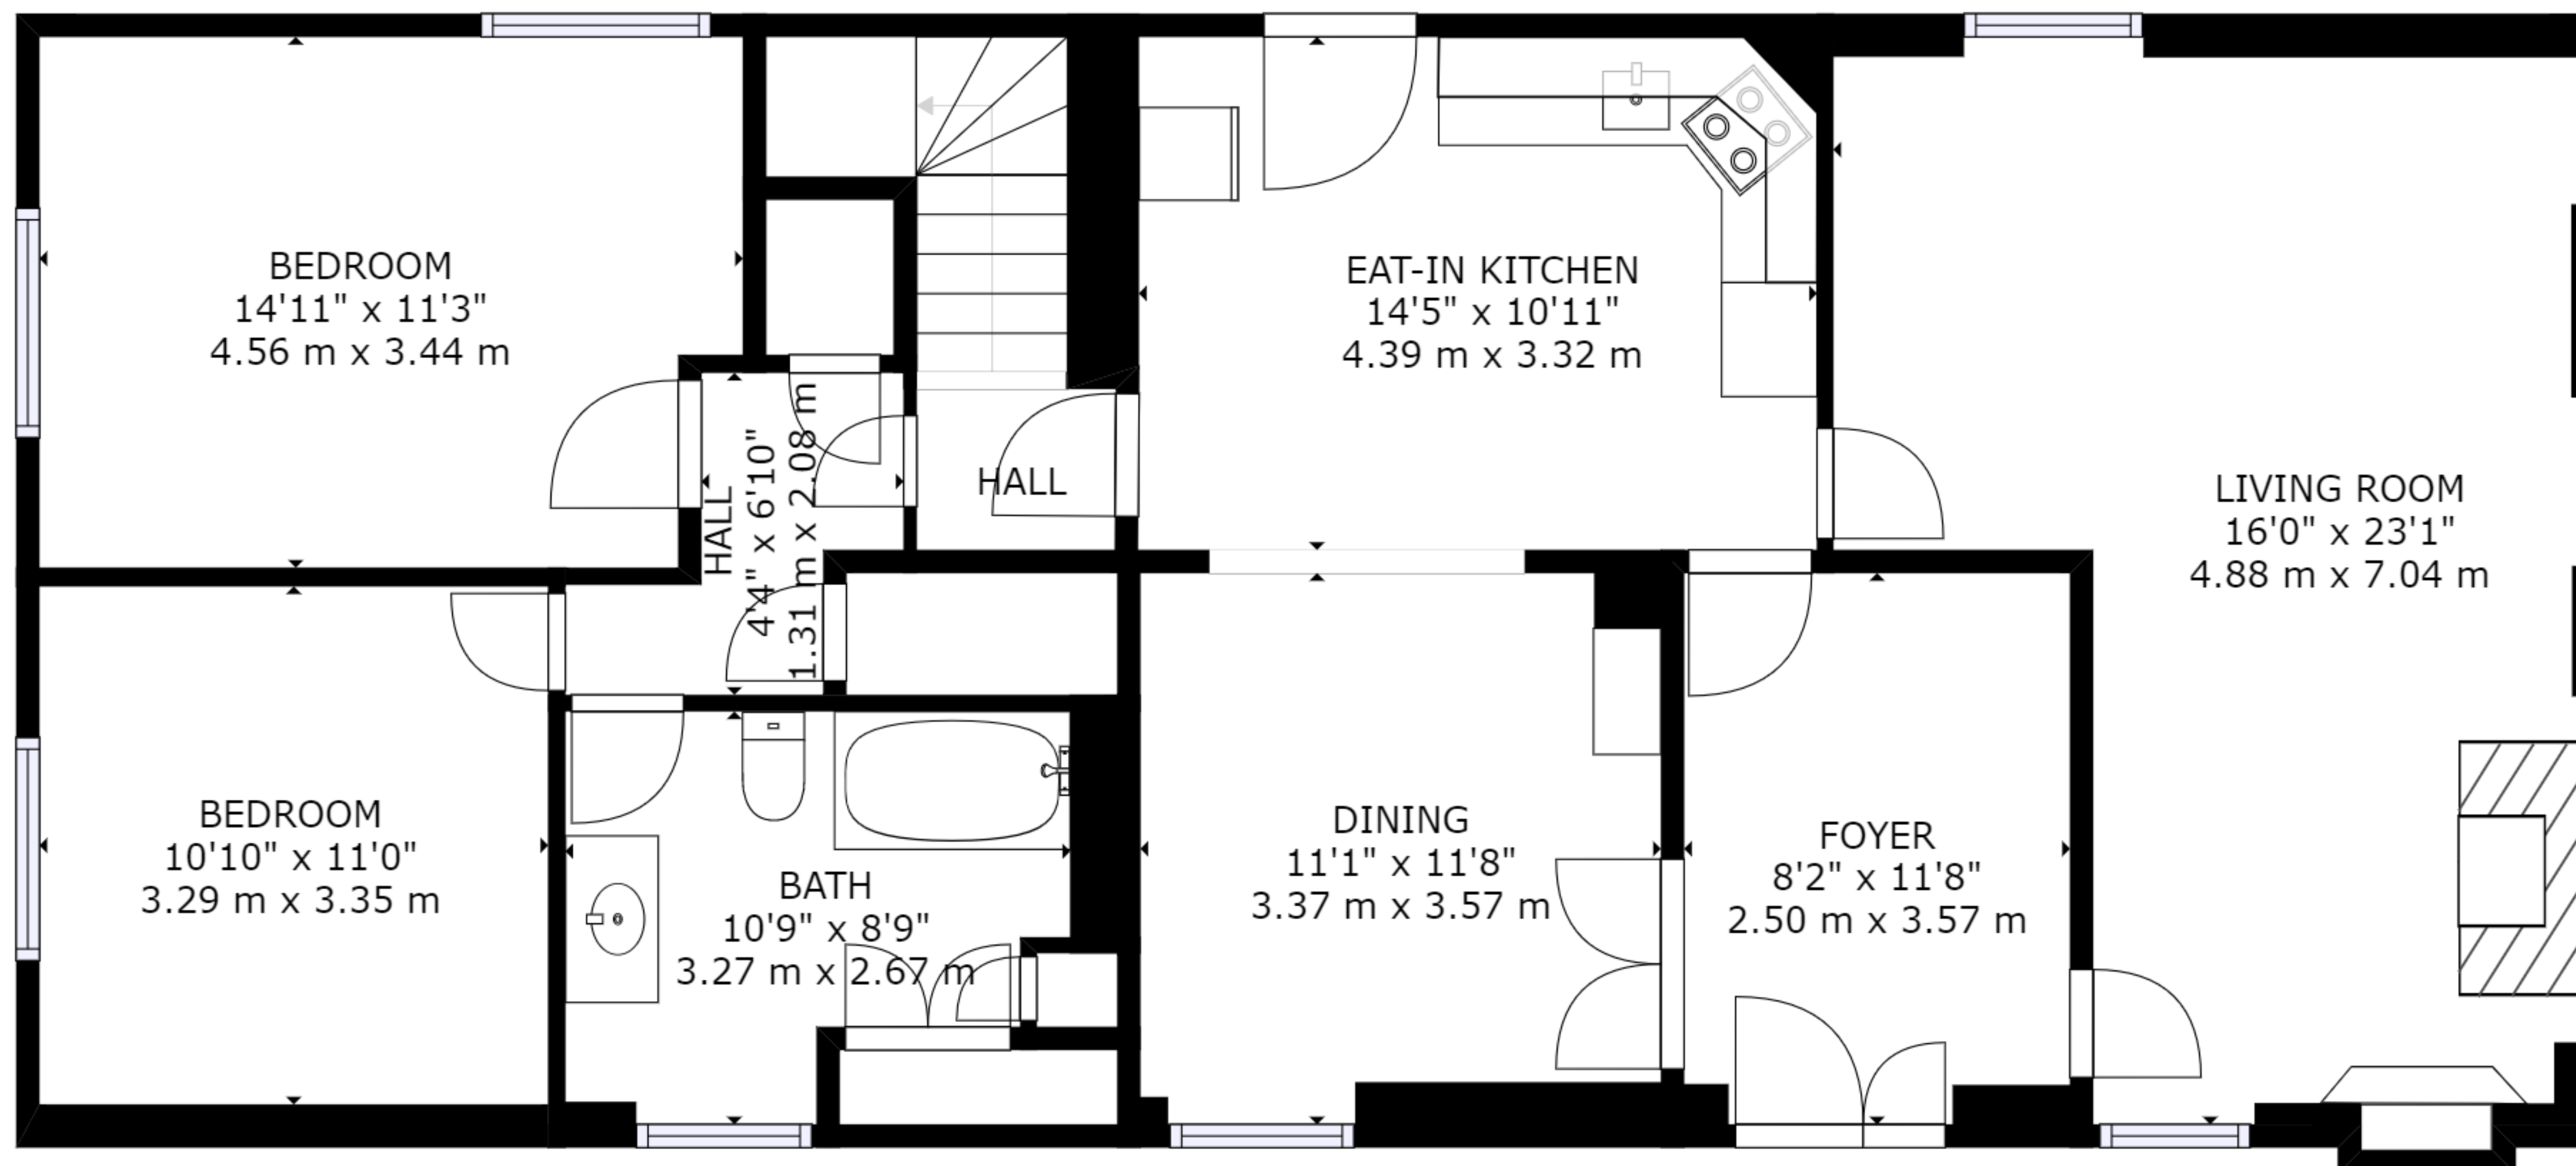 BEDROOM
14'11" x 11'3"
4.56 m x 3.44 m
EAT-IN KITCHEN
14'5" x 10'11"
4.39 m x 3.32 m
HALL
4'4" x 6'10"
1.31 m x 2.08 m
HALL
LIVING ROOM
16'0" x 23'1"
4.88 m x 7.04 m
BEDROOM
10'10" x 11'0"
3.29 m x 3.35 m
BATH
10'9" x 8'9"
3.27 m x 2.67 m
DINING
11'1" x 11'8"
3.37 m x 3.57 m
FOYER
8'2" x 11'8"
2.50 m x 3.57 m